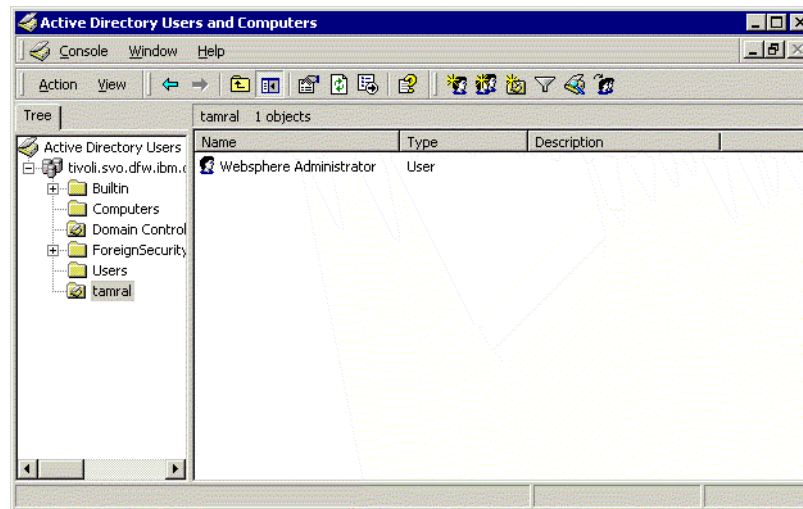 Active Directory Users and Computers
Console Window Help
Action View
Tree
tamral 1 objects
Name Type Description
Active Directory Users
tivoli.svo.dfw.ibm.
Builtin
Computers
Domain Control
ForeignSecurity
Users
tamral
Websphere Administrator User